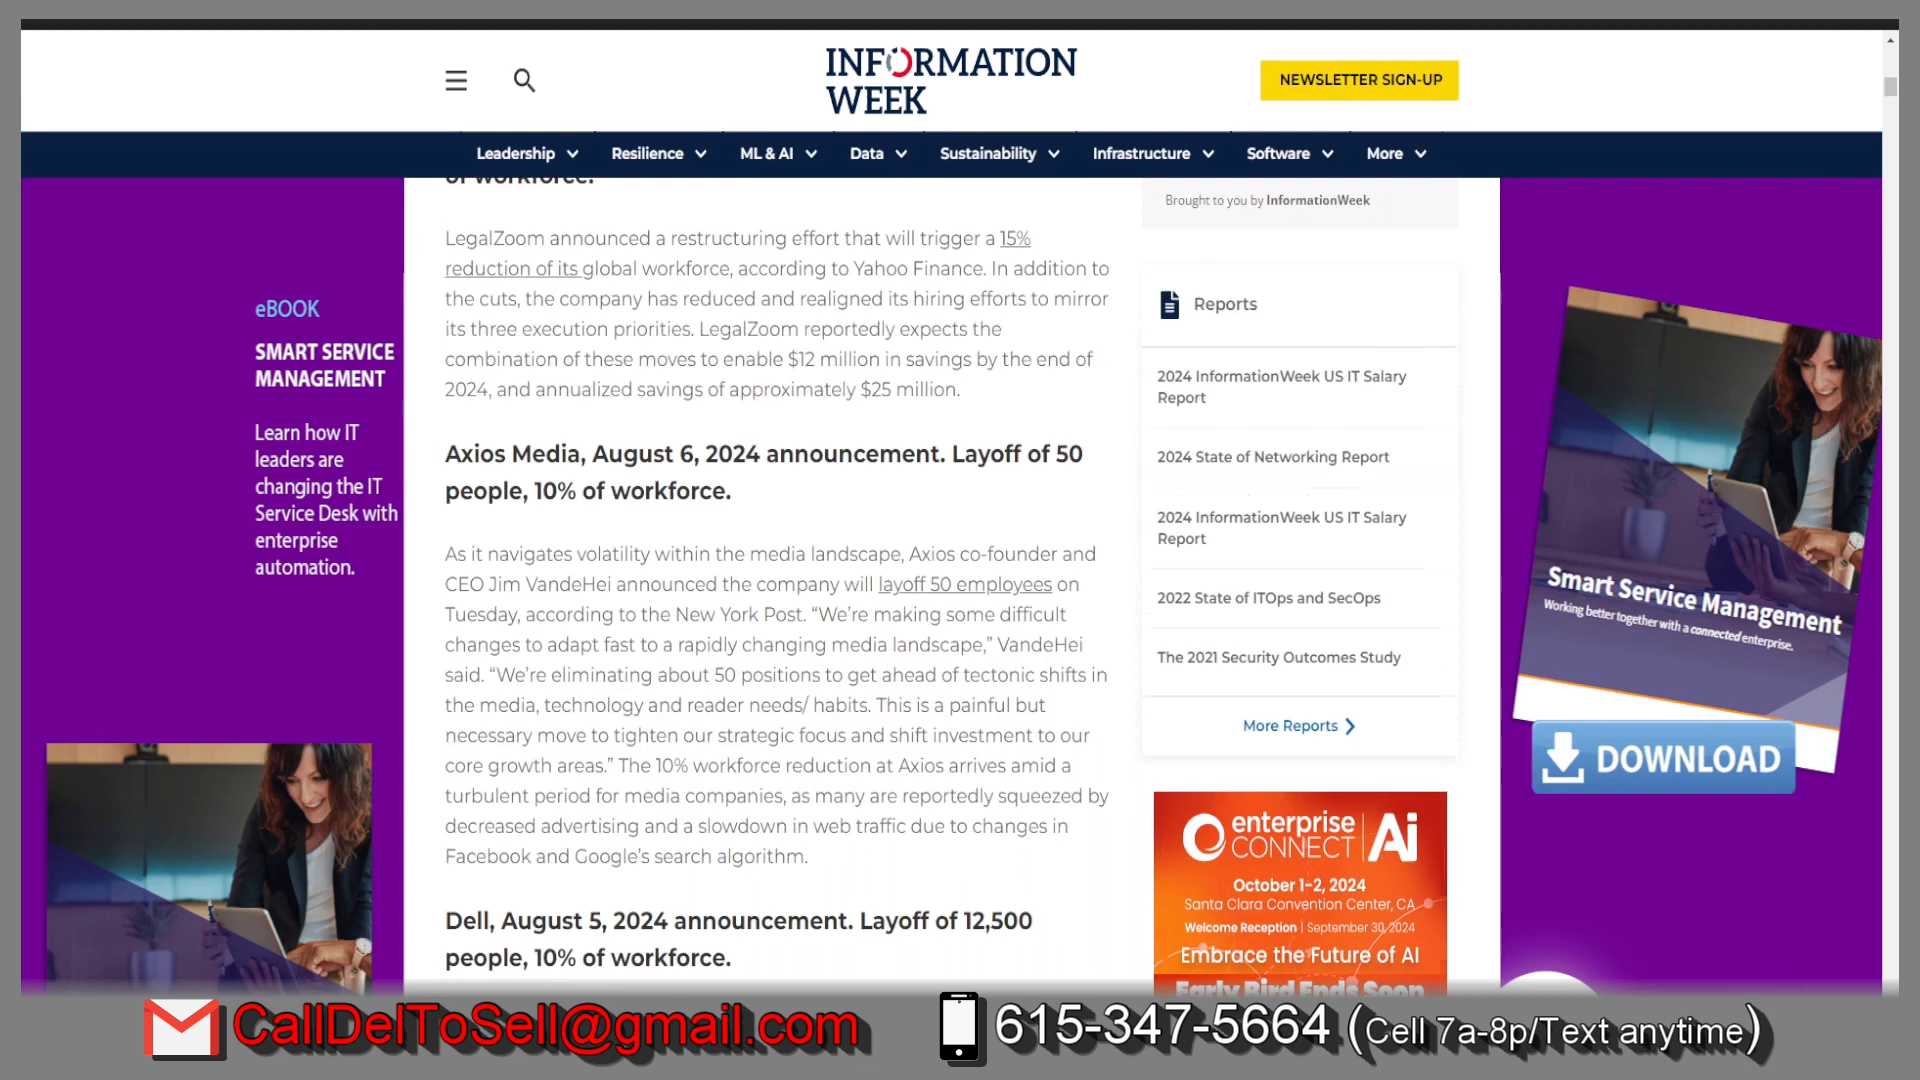 INFORMATION
WEEK
NEWSLETTER SIGN-UP
Leadership
Resilience
ML & AI
Data
Sustainability
Infrastructure
Software
More
of workforce.
LegalZoom announced a restructuring effort that will trigger a 15%
reduction of its global workforce, according to Yahoo Finance. In addition to
the cuts, the company has reduced and realigned its hiring efforts to mirror
its three execution priorities. LegalZoom reportedly expects the
combination of these moves to enable $12 million in savings by the end of
2024, and annualized savings of approximately $25 million.
Axios Media, August 6, 2024 announcement. Layoff of 50
people, 10% of workforce.
As it navigates volatility within the media landscape, Axios co-founder and
CEO Jim VandeHei announced the company will layoff 50 employees on
Tuesday, according to the New York Post. “We’re making some difficult
changes to adapt fast to a rapidly changing media landscape,” VandeHei
said. “We’re eliminating about 50 positions to get ahead of tectonic shifts in
the media, technology and reader needs/ habits. This is a painful but
necessary move to tighten our strategic focus and shift investment to our
core growth areas.” The 10% workforce reduction at Axios arrives amid a
turbulent period for media companies, as many are reportedly squeezed by
decreased advertising and a slowdown in web traffic due to changes in
Facebook and Google’s search algorithm.
Dell, August 5, 2024 announcement. Layoff of 12,500
people, 10% of workforce.
Brought to you by InformationWeek
Reports
2024 InformationWeek US IT Salary
Report
2024 State of Networking Report
2024 InformationWeek US IT Salary
Report
2022 State of ITOps and SecOps
The 2021 Security Outcomes Study
More Reports
enterprise
CONNECT
AI
October 1-2, 2024
Santa Clara Convention Center, CA
Welcome Reception | September 30, 2024
Embrace the Future of AI
Early Bird Ends Soon
eBOOK
SMART SERVICE
MANAGEMENT
Learn how IT
leaders are
changing the IT
Service Desk with
enterprise
automation.
Smart Service Management
Working better together with a connected enterprise.
DOWNLOAD
CallDelToSell@gmail.com
615-347-5664 (Cell 7a-8p/Text anytime)